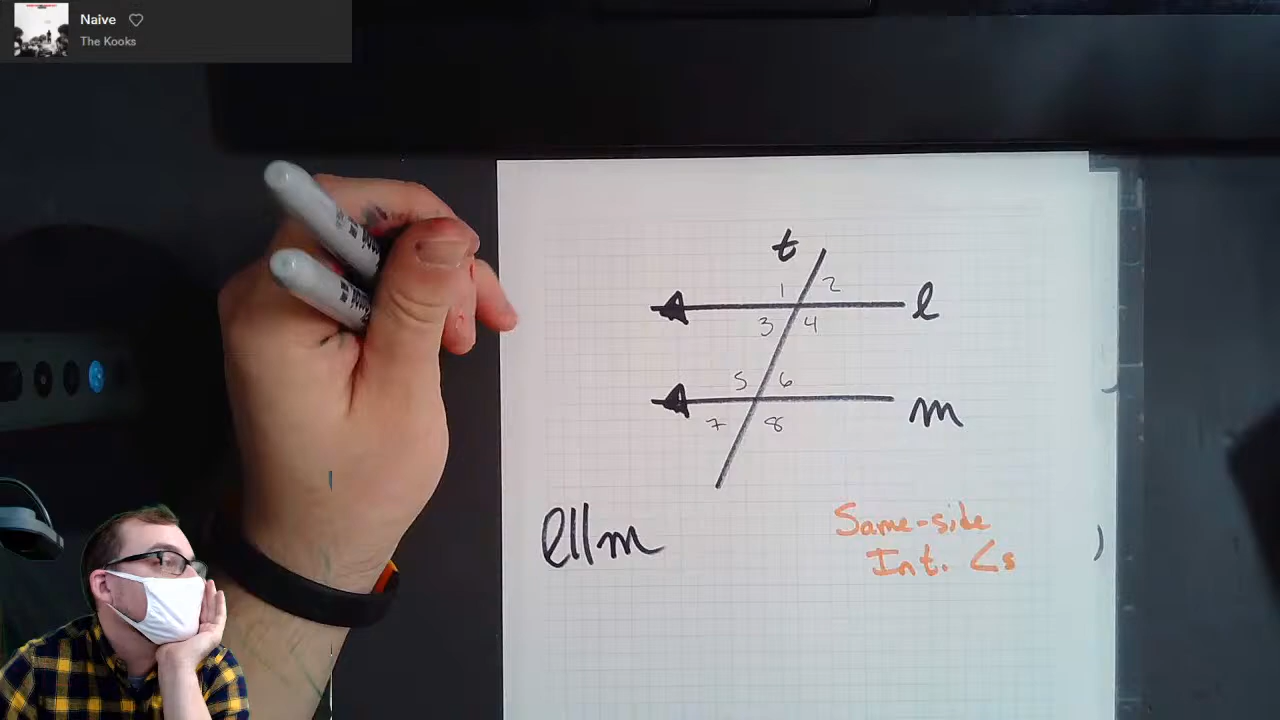 Naive
The Kooks
t
1 2
l
3 4
5 6
m
7 8
l||m
Same-side
Int. <s